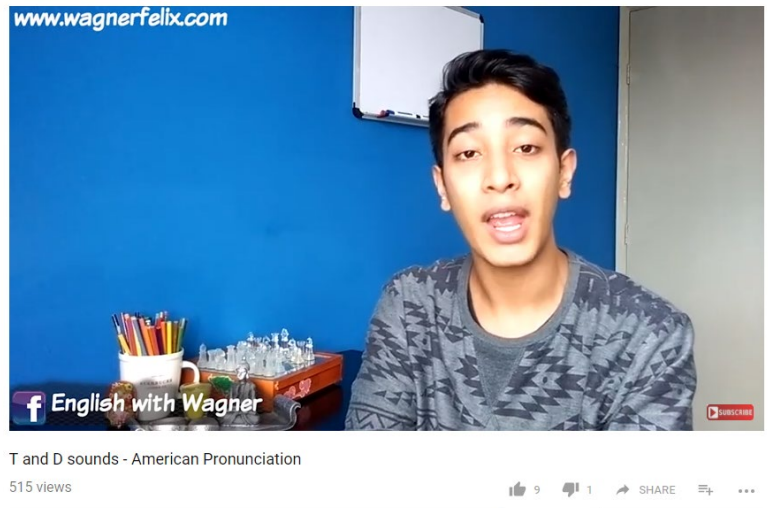 www.wagnerfelix.com
f English with Wagner
SUBSCRIBE
T and D sounds - American Pronunciation
515 views
9 1 SHARE